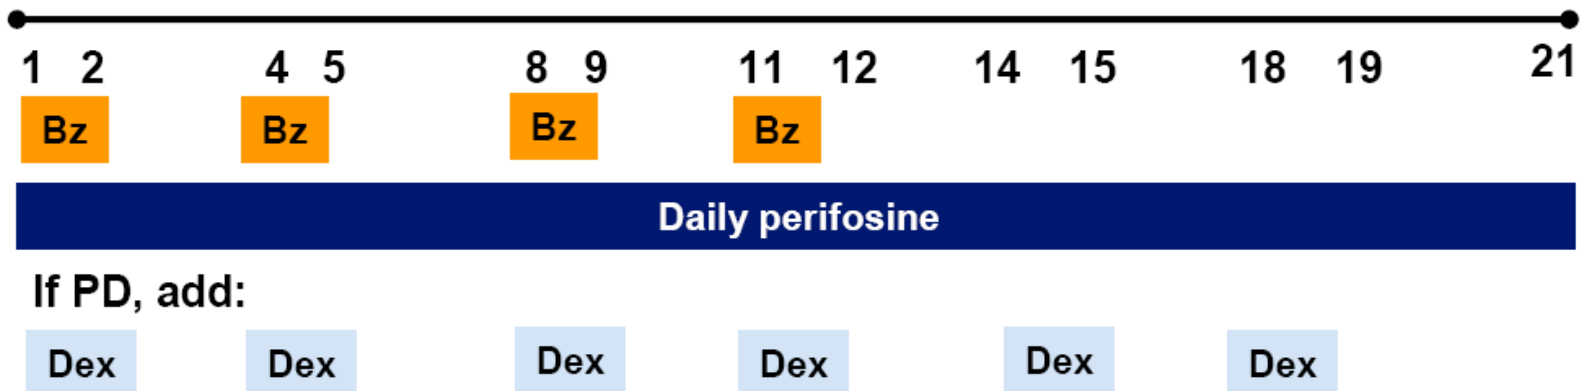 1 2 4 5 8 9 11 12 14 15 18 19 21
Bz Bz Bz Bz
Daily perifosine
If PD, add:
Dex Dex Dex Dex Dex Dex